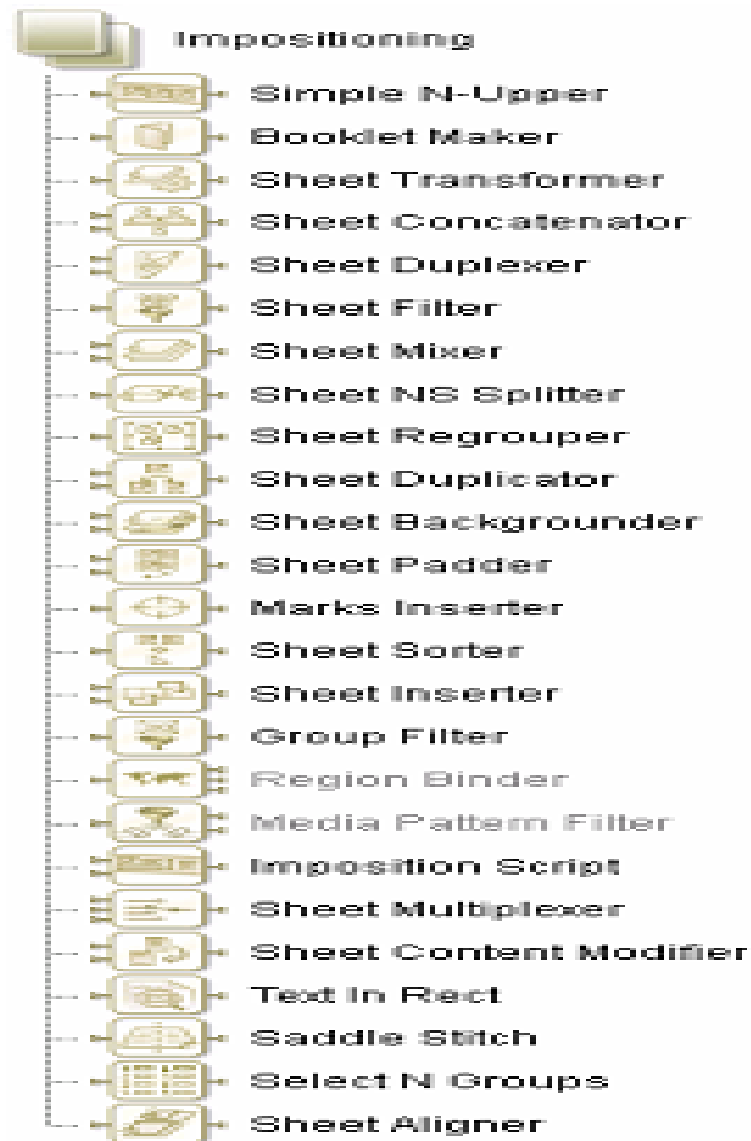 Impositioning
Simple N-Upper
Booklet Maker
Sheet Transformer
Sheet Concatenator
Sheet Duplexer
Sheet Filter
Sheet Mixer
Sheet NS Splitter
Sheet Regrouper
Sheet Duplicator
Sheet Backgrounder
Sheet Padder
Marks Inserter
Sheet Sorter
Sheet Inserter
Group Filter
Region Binder
Media Pattern Filter
Imposition Script
Sheet Multiplexer
Sheet Content Modifier
Text In Rect
Saddle Stitch
Select N Groups
Sheet Aligner